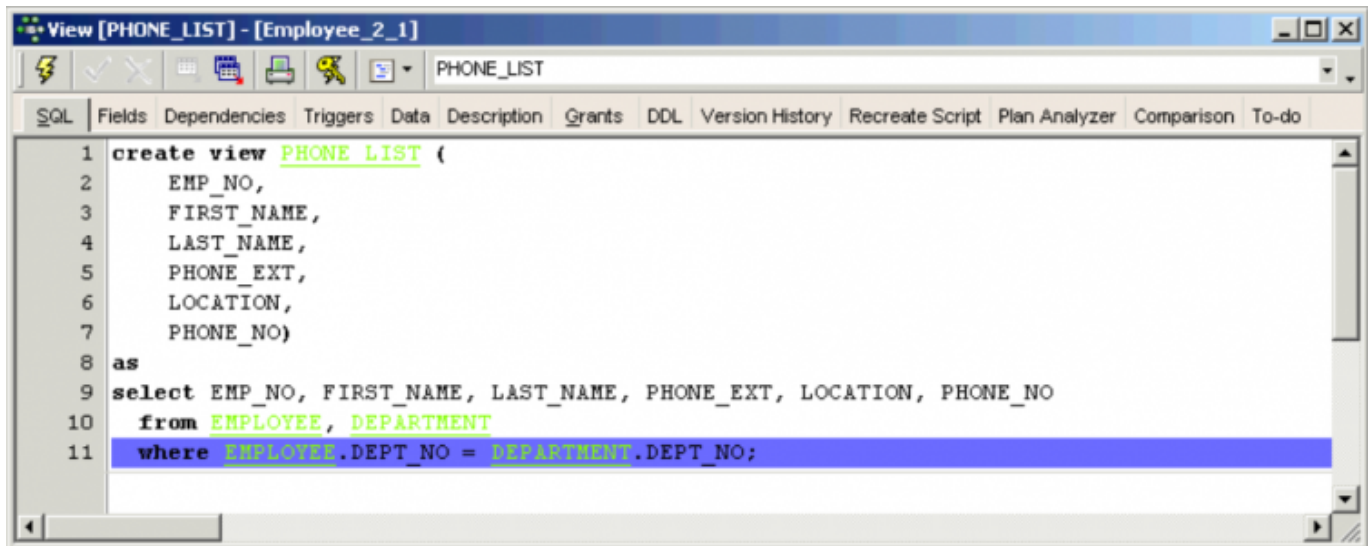 View [PHONE_LIST] - [Employee_2_1]
PHONE_LIST
SQL Fields Dependencies Triggers Data Description Grants DDL Version History Recreate Script Plan Analyzer Comparison To-do
1 create view PHONE_LIST (
2 EMP_NO,
3 FIRST_NAME,
4 LAST_NAME,
5 PHONE_EXT,
6 LOCATION,
7 PHONE_NO)
8 as
9 select EMP_NO, FIRST_NAME, LAST_NAME, PHONE_EXT, LOCATION, PHONE_NO
10 from EMPLOYEE, DEPARTMENT
11 where EMPLOYEE.DEPT_NO = DEPARTMENT.DEPT_NO;